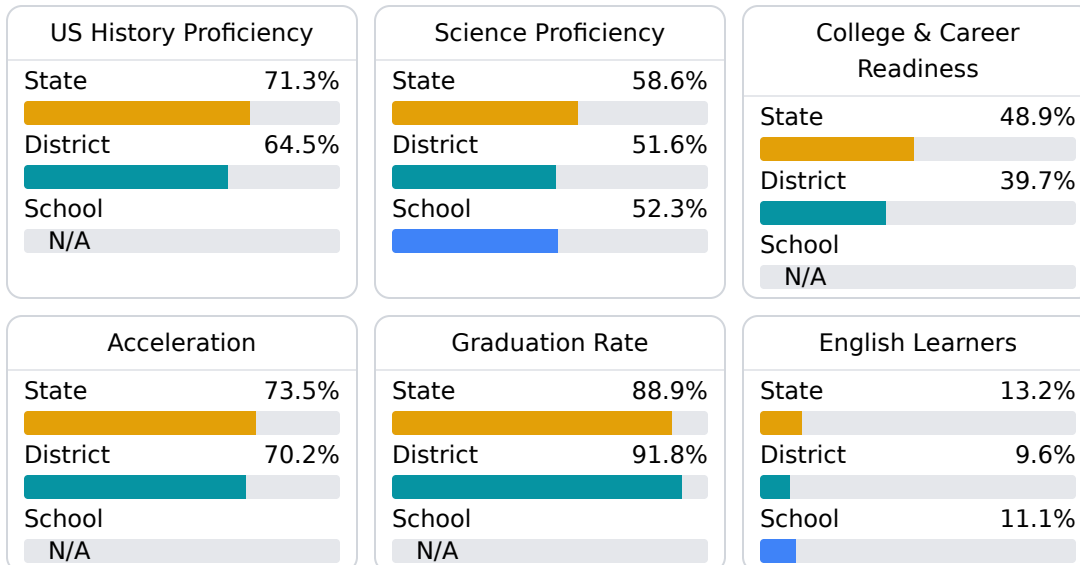 US History Proficiency
State 71.3%
District 64.5%
School
N/A
Science Proficiency
State 58.6%
District 51.6%
School 52.3%
College & Career
Readiness
State 48.9%
District 39.7%
School
N/A
Acceleration
State 73.5%
District 70.2%
School
N/A
Graduation Rate
State 88.9%
District 91.8%
School
N/A
English Learners
State 13.2%
District 9.6%
School 11.1%